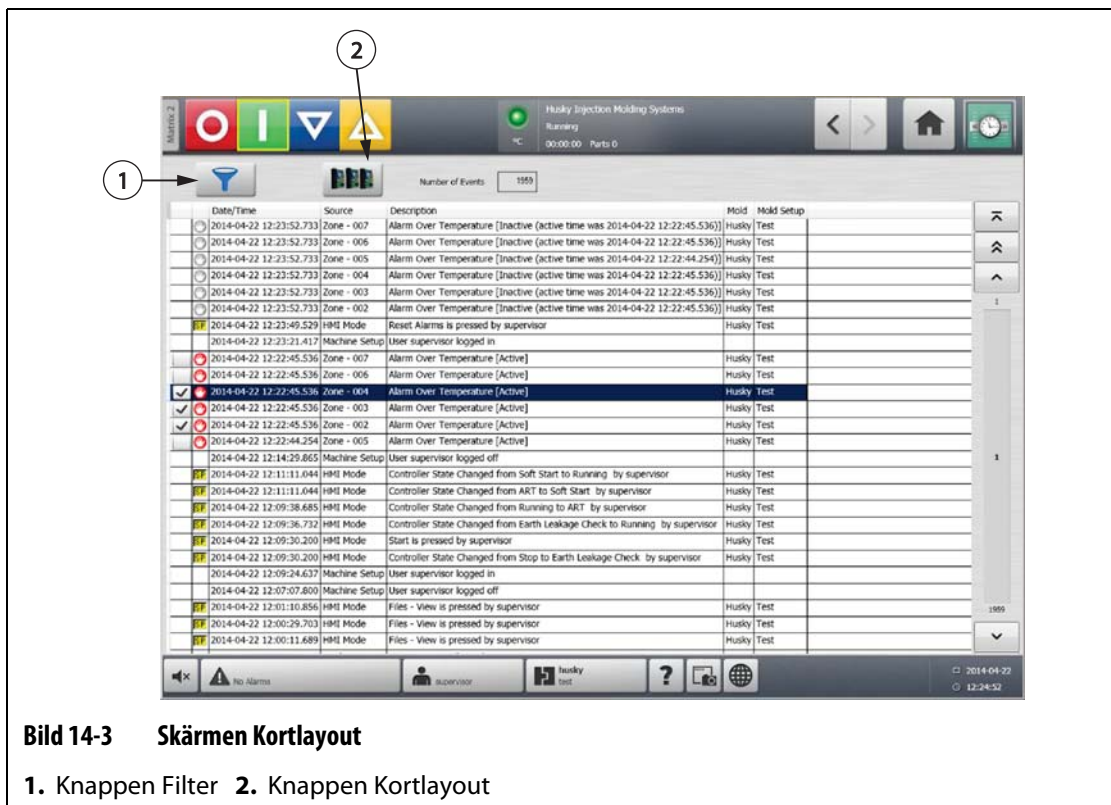 2
1
Matrix 2
Husky Injection Molding Systems
Running
°C 00:00:00 Parts 0
Number of Events 1959
Date/Time Source Description Mold Mold Setup
2014-04-22 12:23:52.733 Zone - 007 Alarm Over Temperature [Inactive (active time was 2014-04-22 12:22:45.536)] Husky Test
2014-04-22 12:23:52.733 Zone - 006 Alarm Over Temperature [Inactive (active time was 2014-04-22 12:22:45.536)] Husky Test
2014-04-22 12:23:52.733 Zone - 005 Alarm Over Temperature [Inactive (active time was 2014-04-22 12:22:44.254)] Husky Test
2014-04-22 12:23:52.733 Zone - 004 Alarm Over Temperature [Inactive (active time was 2014-04-22 12:22:45.536)] Husky Test
2014-04-22 12:23:52.733 Zone - 003 Alarm Over Temperature [Inactive (active time was 2014-04-22 12:22:45.536)] Husky Test
2014-04-22 12:23:52.733 Zone - 002 Alarm Over Temperature [Inactive (active time was 2014-04-22 12:22:45.536)] Husky Test
2014-04-22 12:23:49.529 HMI Mode Reset Alarms is pressed by supervisor Husky Test
2014-04-22 12:23:21.417 Machine Setup User supervisor logged in
2014-04-22 12:22:45.536 Zone - 007 Alarm Over Temperature [Active] Husky Test
2014-04-22 12:22:45.536 Zone - 006 Alarm Over Temperature [Active] Husky Test
2014-04-22 12:22:45.536 Zone - 004 Alarm Over Temperature [Active] Husky Test
2014-04-22 12:22:45.536 Zone - 003 Alarm Over Temperature [Active] Husky Test
2014-04-22 12:22:45.536 Zone - 002 Alarm Over Temperature [Active] Husky Test
2014-04-22 12:22:44.254 Zone - 005 Alarm Over Temperature [Active] Husky Test
2014-04-22 12:14:29.865 Machine Setup User supervisor logged off
2014-04-22 12:11:11.044 HMI Mode Controller State Changed from Soft Start to Running by supervisor Husky Test
2014-04-22 12:11:11.044 HMI Mode Controller State Changed from ART to Soft Start by supervisor Husky Test
2014-04-22 12:09:38.685 HMI Mode Controller State Changed from Running to ART by supervisor Husky Test
2014-04-22 12:09:36.732 HMI Mode Controller State Changed from Earth Leakage Check to Running by supervisor Husky Test
2014-04-22 12:09:30.200 HMI Mode Start is pressed by supervisor Husky Test
2014-04-22 12:09:30.200 HMI Mode Controller State Changed from Stop to Earth Leakage Check by supervisor Husky Test
2014-04-22 12:09:24.637 Machine Setup User supervisor logged in
2014-04-22 12:07:07.800 Machine Setup User supervisor logged off
2014-04-22 12:01:10.856 HMI Mode Files - View is pressed by supervisor Husky Test
2014-04-22 12:00:29.703 HMI Mode Files - View is pressed by supervisor Husky Test
2014-04-22 12:00:11.689 HMI Mode Files - View is pressed by supervisor Husky Test
1
1
1959
No Alarms
supervisor
husky
test
?
2014-04-22
12:24:52
Bild 14-3 Skärmen Kortlayout
1. Knappen Filter 2. Knappen Kortlayout